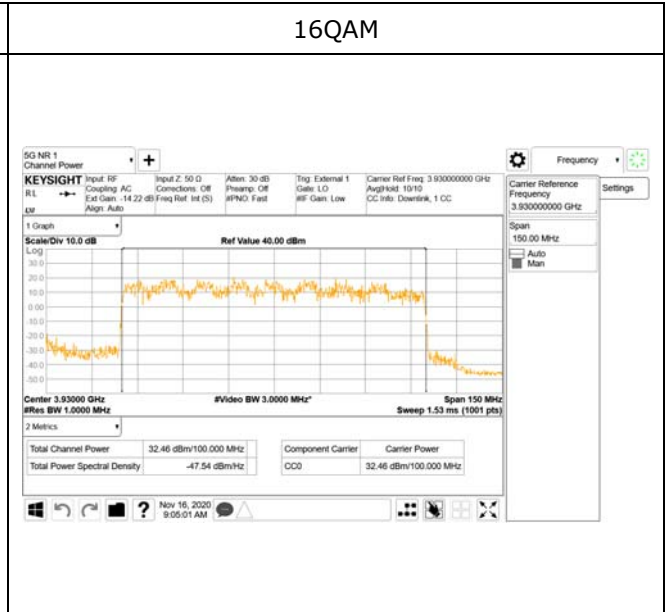 16QAM
5G NR 1
Channel Power
+
Frequency
KEYSIGHT
RL
Input: RF
Coupling: AC
Ext Gain: -14.22 dB
Align: Auto
Input Z: 50 Ω
Corrections: Off
Freq Ref: Int (S)
Atten: 30 dB
Preamp: Off
#PNO: Fast
Trig: External 1
Gate: LO
#IF Gain: Low
Carrier Ref Freq: 3.930000000 GHz
Avg|Hold: 10/10
CC Info: Downlink, 1 CC
Carrier Reference
Frequency
3.930000000 GHz
Settings
Span
150.00 MHz
Auto
Man
1 Graph
Scale/Div 10.0 dB
Ref Value 40.00 dBm
Log
30.0
20.0
10.0
0.00
-10.0
-20.0
-30.0
-40.0
-50.0
Center 3.93000 GHz
#Video BW 3.0000 MHz*
Span 150 MHz
#Res BW 1.0000 MHz
Sweep 1.53 ms (1001 pts)
2 Metrics
Total Channel Power 32.46 dBm/100.000 MHz
Total Power Spectral Density -47.54 dBm/Hz
Component Carrier Carrier Power
CC0 32.46 dBm/100.000 MHz
?
Nov 16, 2020
9:05:01 AM